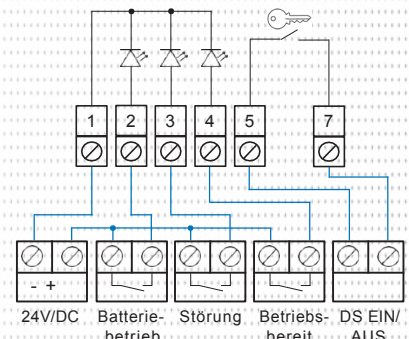 1 2 3 4 5 7
- +
24V/DC Batterie- Störung Betriebs- DS EIN/
betrieb bereit AUS